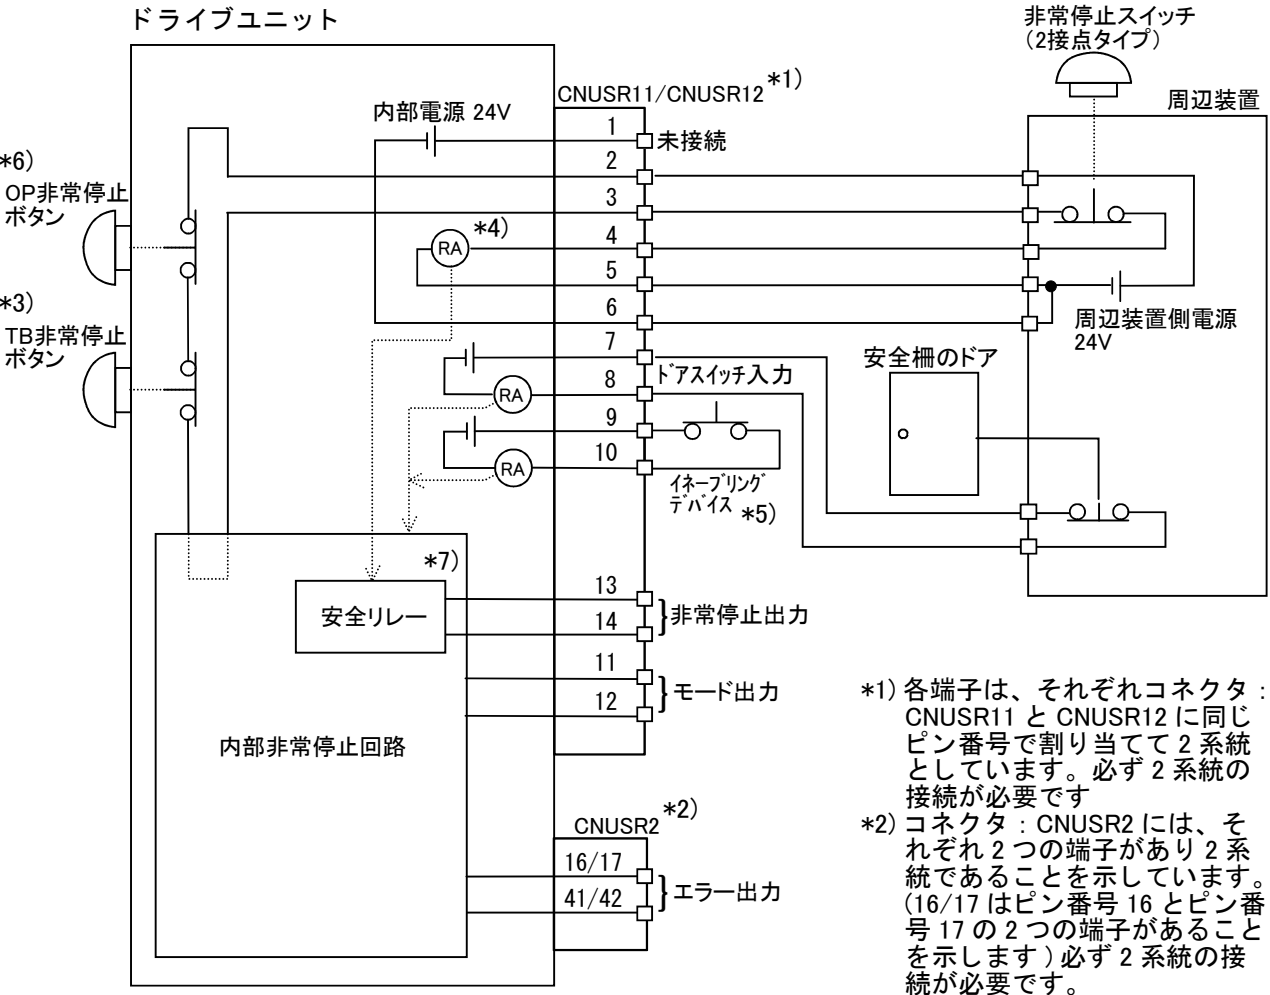 ドライブユニット
非常停止スイッチ
（2接点タイプ）
CNUSR11/CNUSR12 *1)
周辺装置
内部電源 24V
1
未接続
2
*6)
OP非常停止
ボタン
3
*4)
4
RA
5
*3)
6
TB非常停止
ボタン
周辺装置側電源
24V
7
安全柵のドア
8
ドアスイッチ入力
RA
9
10
RA
イネーブリング
デバイス *5)
*7)
安全リレー
13
14
非常停止出力
11
12
モード出力
内部非常停止回路
CNUSR2 *2)
16/17
41/42
エラー出力
*1) 各端子は、それぞれコネクタ：
CNUSR11 と CNUSR12 に同じ
ピン番号で割り当てて 2 系統
としています。必ず 2 系統の
接続が必要です
*2) コネクタ：CNUSR2 には、そ
れぞれ 2 つの端子があり 2 系
統であることを示しています。
(16/17 はピン番号 16 とピン番
号 17 の 2 つの端子があること
を示します ) 必ず 2 系統の接
続が必要です。